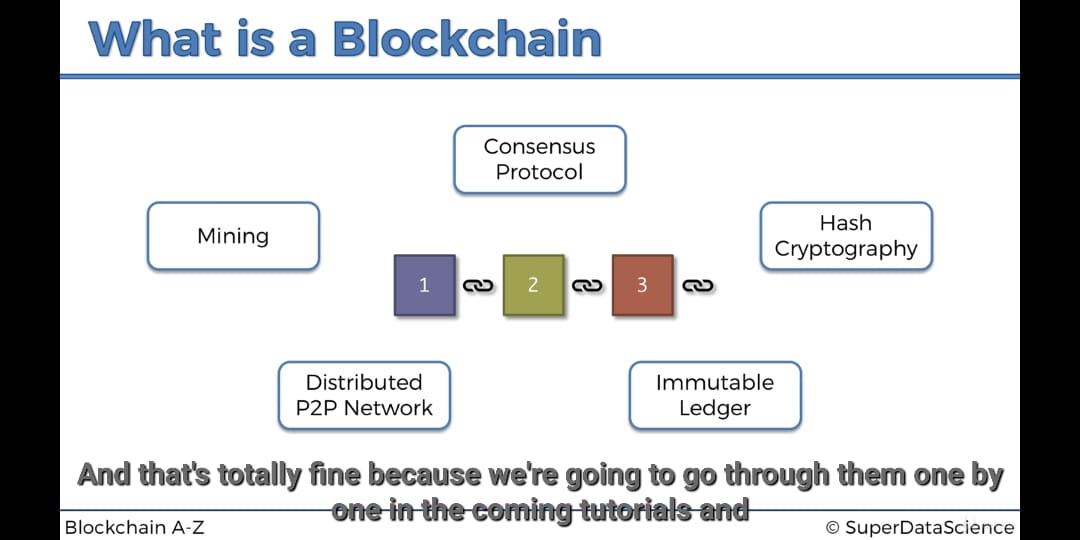 What is a Blockchain
Consensus
Protocol
Mining
Hash
Cryptography
1
2
3
Distributed
P2P Network
Immutable
Ledger
And that's totally fine because we're going to go through them one by
one in the coming tutorials and
Blockchain A-Z
© SuperDataScience